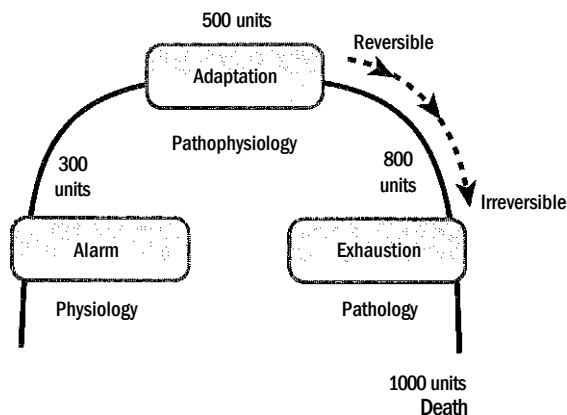 500 units
Reversible
Adaptation
Pathophysiology
300
units
800
units
Irreversible
Alarm
Exhaustion
Physiology
Pathology
1000 units
Death